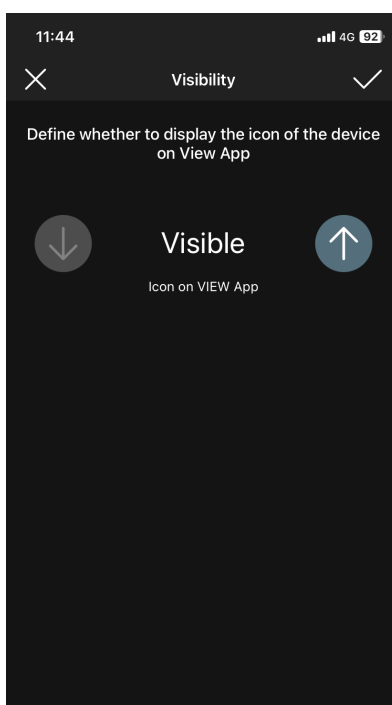 11:44
4G 92
Visibility
Define whether to display the icon of the device
on View App
Visible
Icon on VIEW App